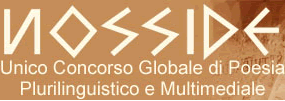 NOSSIDE
Unico Concorso Globale di Poesia
Plurilinguistico e Multimediale